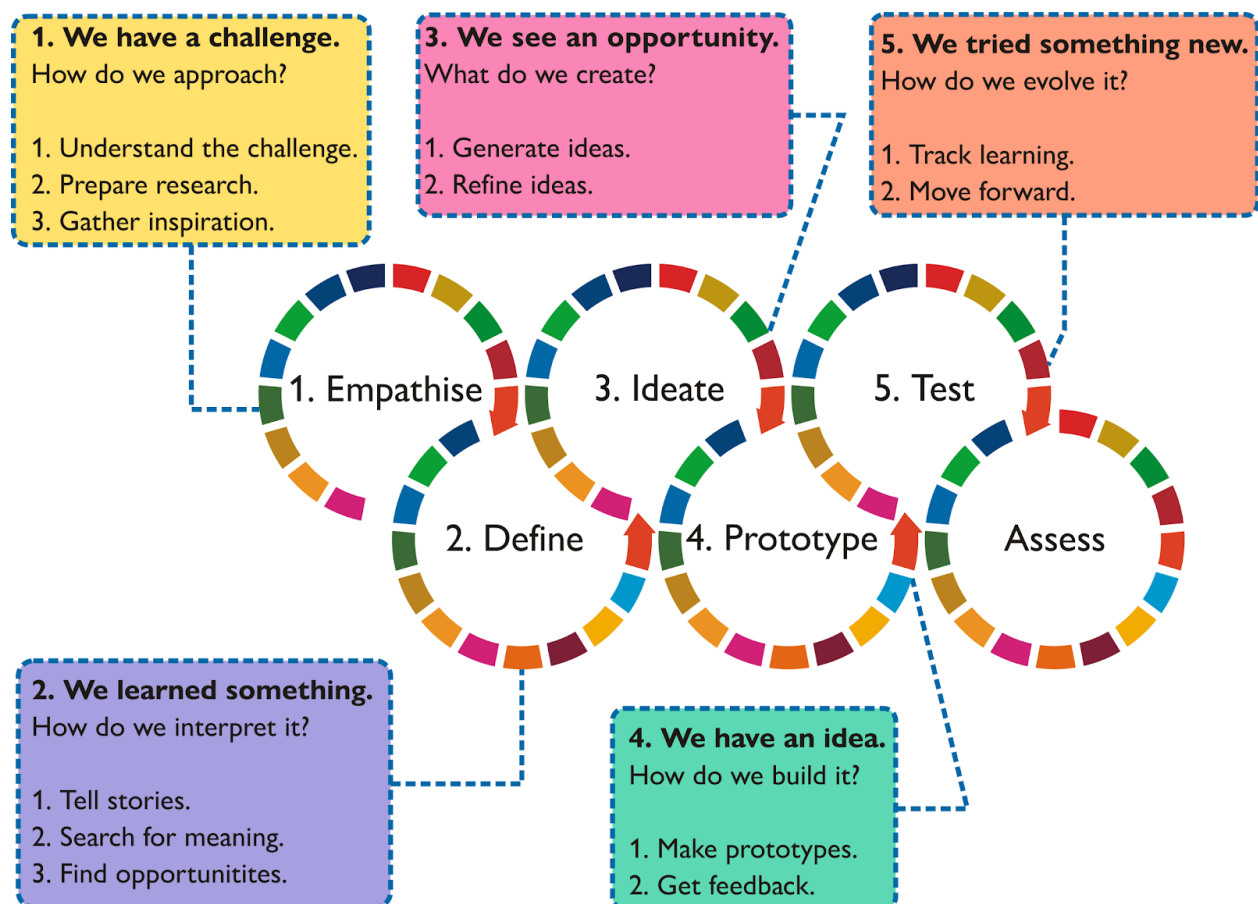 1. We have a challenge.
How do we approach?
1. Understand the challenge.
2. Prepare research.
3. Gather inspiration.
3. We see an opportunity.
What do we create?
1. Generate ideas.
2. Refine ideas.
5. We tried something new.
How do we evolve it?
1. Track learning.
2. Move forward.
1. Empathise
3. Ideate
5. Test
2. Define
4. Prototype
Assess
2. We learned something.
How do we interpret it?
1. Tell stories.
2. Search for meaning.
3. Find opportunitites.
4. We have an idea.
How do we build it?
1. Make prototypes.
2. Get feedback.